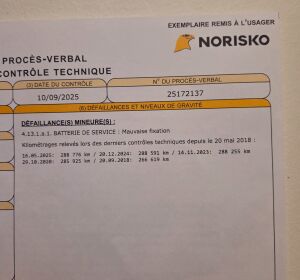 EXEMPLAIRE REMIS À L'USAGER
NORISKO
PROCÈS-VERBAL
CONTRÔLE TECHNIQUE
(3) DATE DU CONTRÔLE
N° DU PROCÈS-VERBAL
10/09/2025
25172137
(6) DÉFAILLANCES ET NIVEAUX DE GRAVITÉ
DÉFAILLANCE(S) MINEURE(S) :
4.13.1.a.1. BATTERIE DE SERVICE : Mauvaise fixation
Kilométrages relevés lors des derniers contrôles techniques depuis le 20 mai 2018 :
16.05.2025: 288 776 km / 20.12.2024: 288 591 km / 14.11.2023: 288 255 km
29.10.2020: 285 925 km / 20.09.2018: 266 619 km